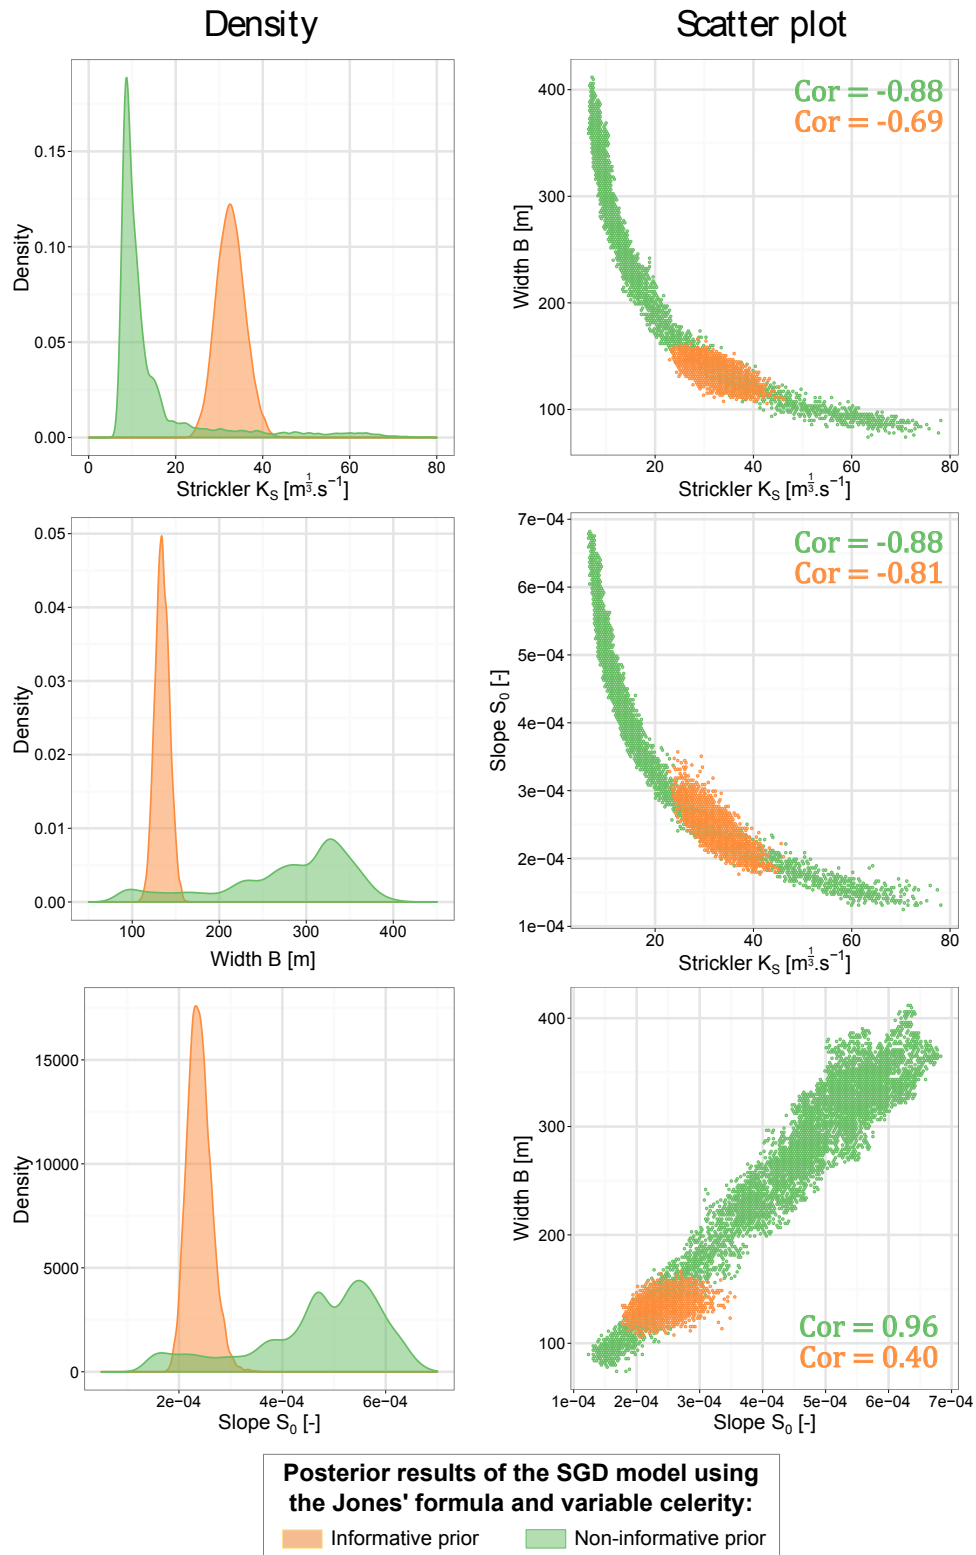 Density
Scatter plot
0.15
0.10
0.05
0.00
Density
0
20
40
60
80
Strickler K_S [m^{1/3}.s^{−1}]
400
300
200
100
Width B [m]
Cor = -0.88
Cor = -0.69
20
40
60
80
Strickler K_S [m^{1/3}.s^{−1}]
0.05
0.04
0.03
0.02
0.01
0.00
Density
100
200
300
400
Width B [m]
7e−04
6e−04
5e−04
4e−04
3e−04
2e−04
1e−04
Slope S_0 [-]
Cor = -0.88
Cor = -0.81
20
40
60
80
Strickler K_S [m^{1/3}.s^{−1}]
15000
10000
5000
0
Density
2e−04
4e−04
6e−04
Slope S_0 [-]
400
300
200
100
Width B [m]
Cor = 0.96
Cor = 0.40
1e−04
2e−04
3e−04
4e−04
5e−04
6e−04
7e−04
Slope S_0 [-]
Posterior results of the SGD model using
the Jones' formula and variable celerity:
Informative prior
Non-informative prior